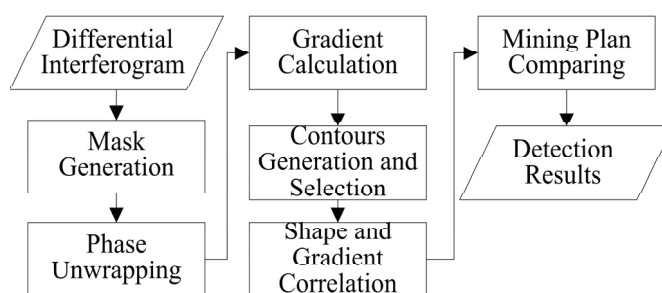 Differential
Interferogram
Mask
Generation
Phase
Unwrapping
Gradient
Calculation
Contours
Generation and
Selection
Shape and
Gradient
Correlation
Mining Plan
Comparing
Detection
Results